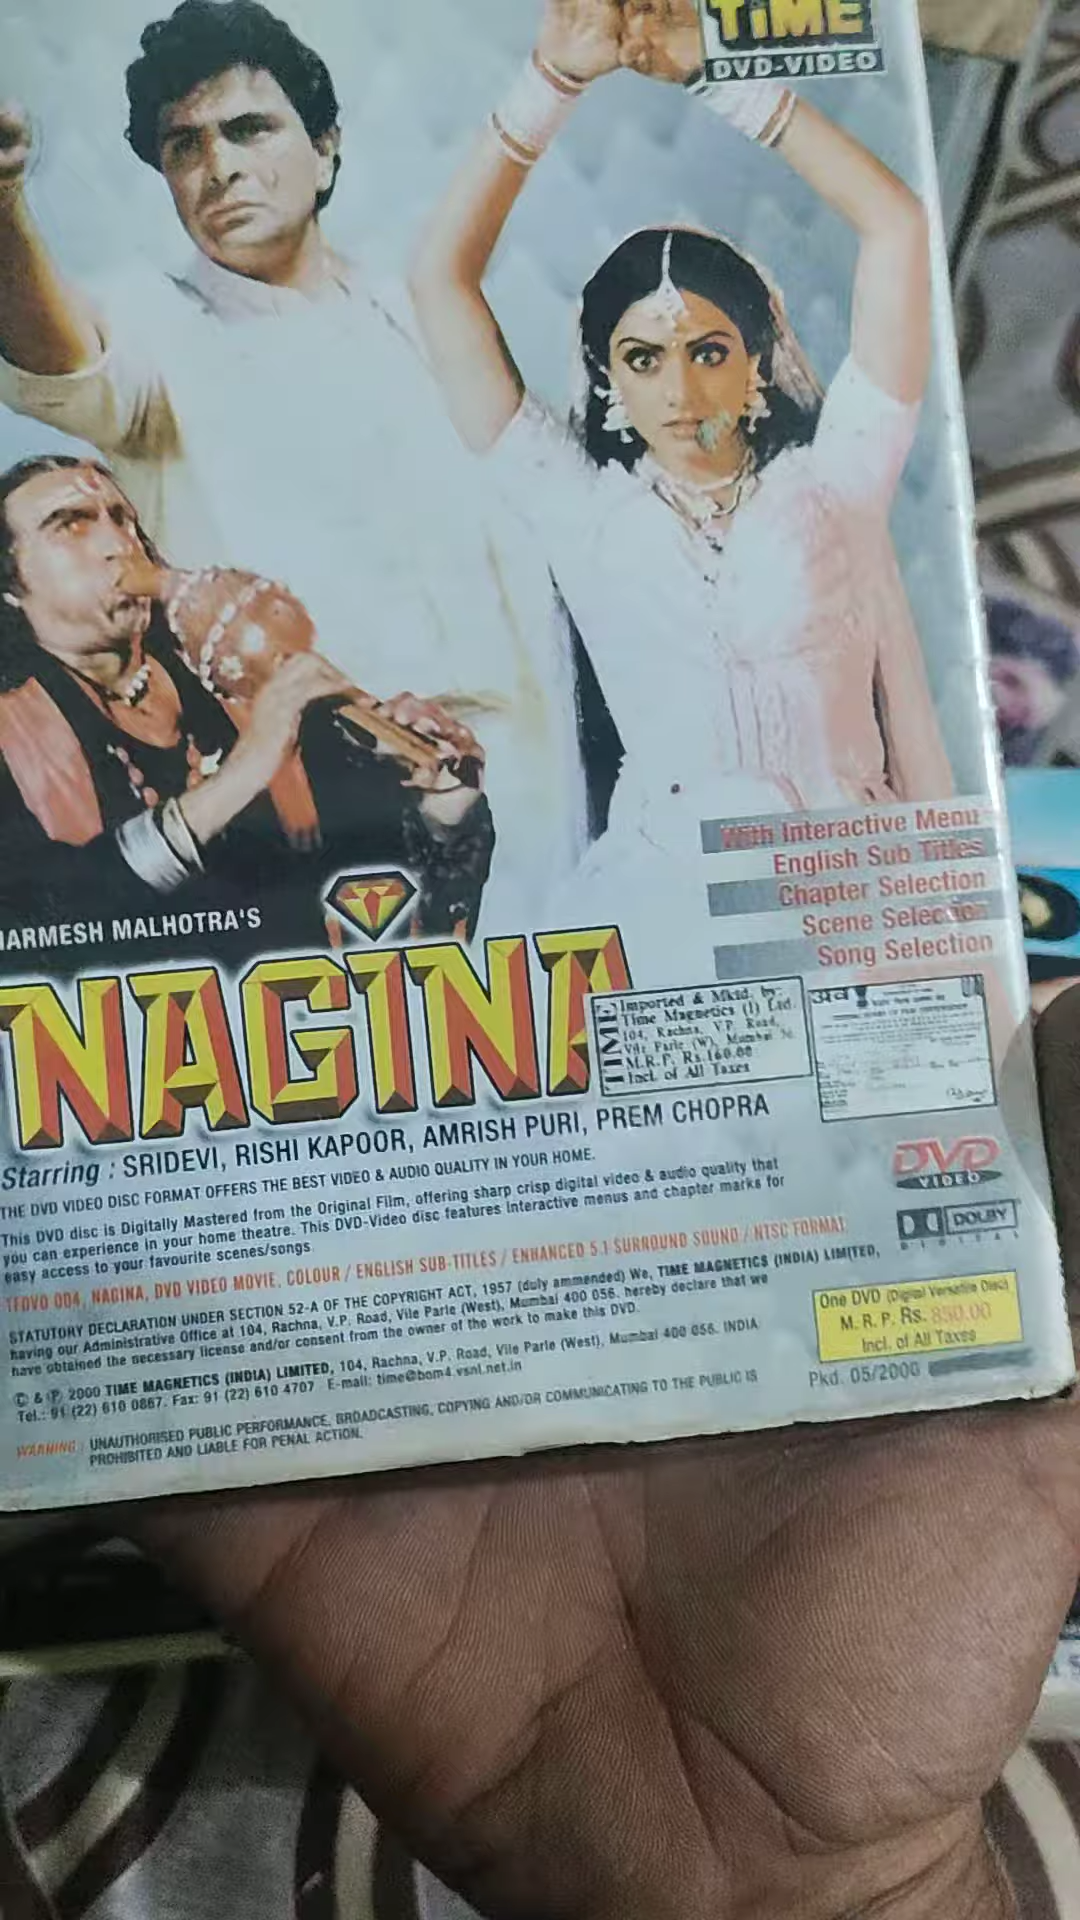 TiME
DVD-VIDEO
With Interactive Menu
English Sub Titles
Chapter Selection
Scene Selection
Song Selection
HARMESH MALHOTRA'S
NAGINA
TIME
Imported & Mktd. by:
Time Magnetics (I) Ltd.
104, Rachna, V.P. Road,
Vile Parle (W), Mumbai
M.R.P. Rs.160.00
Incl. of All Taxes
Starring : SRIDEVI, RISHI KAPOOR, AMRISH PURI, PREM CHOPRA
THE DVD VIDEO DISC FORMAT OFFERS THE BEST VIDEO & AUDIO QUALITY IN YOUR HOME.
This DVD disc is Digitally Mastered from the Original Film, offering sharp crisp digital video & audio quality that
you can experience in your home theatre. This DVD-Video disc features Interactive menus and chapter marks for
easy access to your favourite scenes/songs
TFDVD 004, NAGINA, DVD VIDEO MOVIE, COLOUR / ENGLISH SUB-TITLES / ENHANCED 5.1 SURROUND SOUND / NTSC FORMAT
STATUTORY DECLARATION UNDER SECTION 52-A OF THE COPYRIGHT ACT, 1957 (duly ammended) We, TIME MAGNETICS (INDIA) LIMITED,
having our Administrative Office at 104, Rachna, V.P. Road, Vile Parle (West), Mumbai 400 056. hereby declare that we
have obtained the necessary license and/or consent from the owner of the work to make this DVD.
© & ℗ 2000 TIME MAGNETICS (INDIA) LIMITED, 104, Rachna, V.P. Road, Vile Parle (West), Mumbai 400 056. INDIA
Tel.: 91 (22) 610 0867. Fax: 91 (22) 610 4707 E-mail: time@bom4.vsnl.net.in
WARNING : UNAUTHORISED PUBLIC PERFORMANCE, BROADCASTING, COPYING AND/OR COMMUNICATING TO THE PUBLIC IS
PROHIBITED AND LIABLE FOR PENAL ACTION.
DVD
VIDEO
DOLBY
DIGITAL
One DVD (Digital Versatile Disc)
M. R. P. Rs. 850.00
Incl. of All Taxes
Pkd. 05/2000